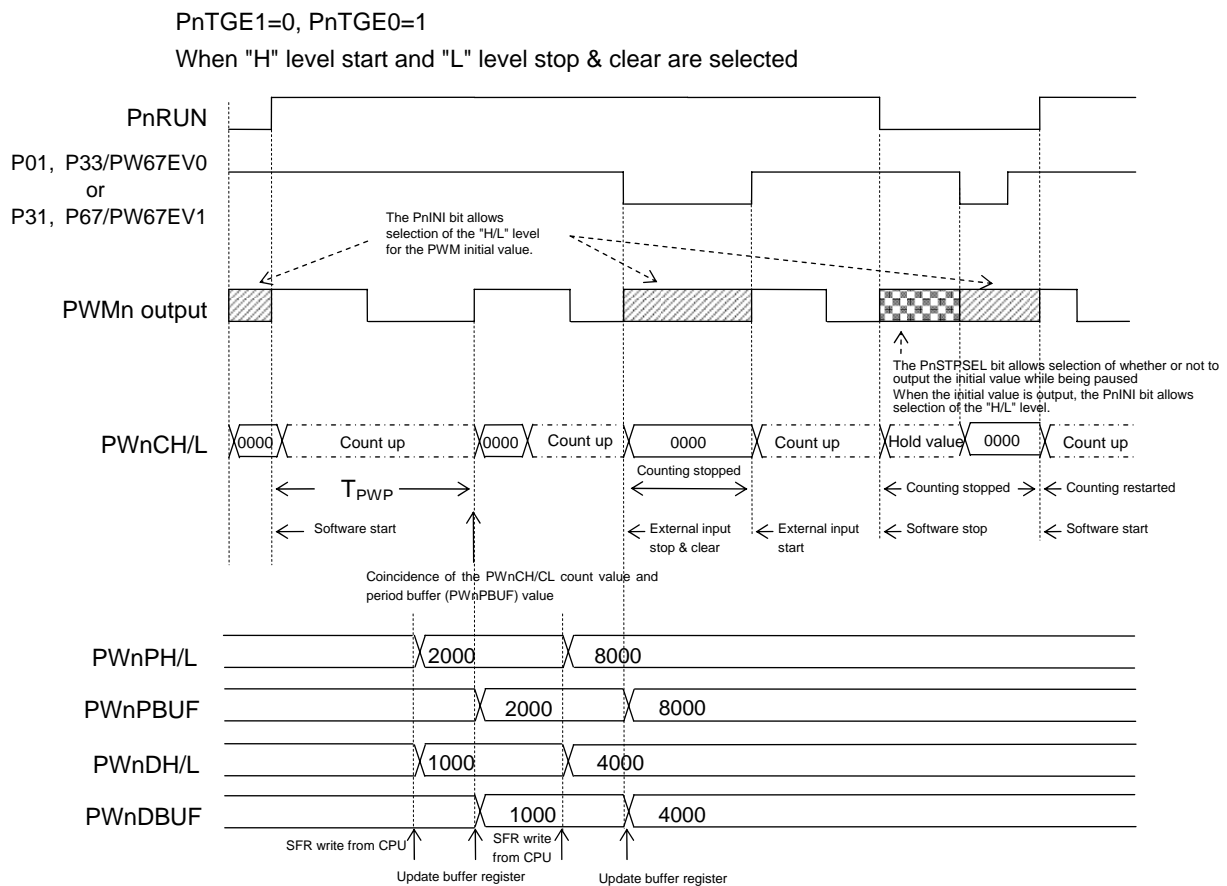 PnTGE1=0, PnTGE0=1
When "H" level start and "L" level stop & clear are selected
PnRUN
P01, P33/PW67EV0
or
P31, P67/PW67EV1
The PnINI bit allows
selection of the "H/L" level
for the PWM initial value.
PWMn output
The PnSTPSEL bit allows selection of whether or not to
output the initial value while being paused
When the initial value is output, the PnINI bit allows
selection of the "H/L" level.
PWnCH/L
0000
Count up
0000
Count up
0000
Count up
Hold value
0000
Count up
Counting stopped
TPWP
Counting stopped
Counting restarted
Software start
External input
stop & clear
External input
start
Software stop
Software start
Coincidence of the PWnCH/CL count value and
period buffer (PWnPBUF) value
PWnPH/L
2000
8000
PWnPBUF
2000
8000
PWnDH/L
1000
4000
PWnDBUF
1000
4000
SFR write from CPU
SFR write
from CPU
Update buffer register
Update buffer register